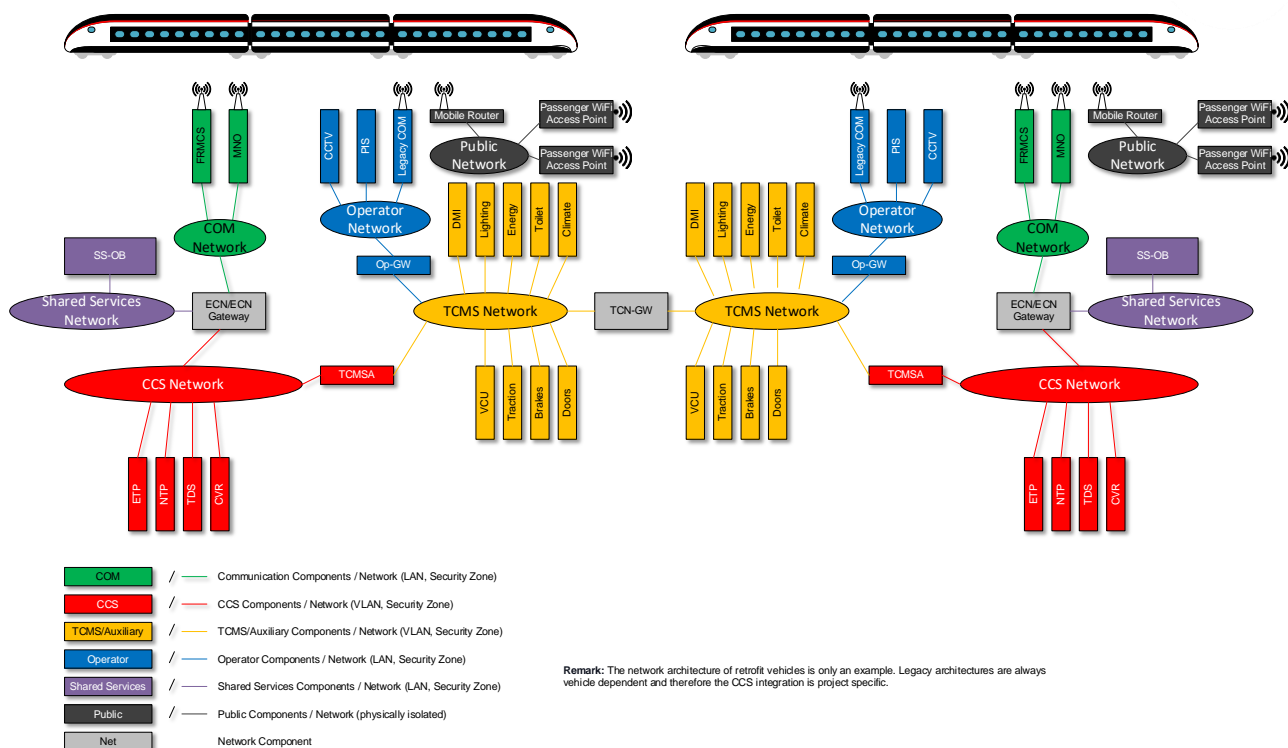 FRMCS
MNO
CCTV
PIS
Legacy COM
Mobile Router
Passenger WiFi
Access Point
Public
Network
Passenger WiFi
Access Point
COM
Network
Operator
Network
Op-GW
DMI
Lighting
Energy
Toilet
Climate
SS-OB
Shared Services
Network
ECN/ECN
Gateway
TCMS Network
TCN-GW
CCS Network
TCMSA
VCU
Traction
Brakes
Doors
ETP
NTP
TDS
CVR
Legacy COM
PIS
CCTV
FRMCS
MNO
Mobile Router
Passenger WiFi
Access Point
Public
Network
Passenger WiFi
Access Point
DMI
Lighting
Energy
Toilet
Climate
Operator
Network
Op-GW
COM
Network
SS-OB
TCMS Network
ECN/ECN
Gateway
Shared Services
Network
TCMSA
CCS Network
VCU
Traction
Brakes
Doors
ETP
NTP
TDS
CVR
COM / Communication Components / Network (LAN, Security Zone)
CCS / CCS Components / Network (VLAN, Security Zone)
TCMS/Auxiliary / TCMS/Auxiliary Components / Network (VLAN, Security Zone)
Operator / Operator Components / Network (LAN, Security Zone)
Shared Services / Shared Services Components / Network (LAN, Security Zone)
Public / Public Components / Network (physically isolated)
Net Network Component
Remark: The network architecture of retrofit vehicles is only an example. Legacy architectures are always
vehicle dependent and therefore the CCS integration is project specific.